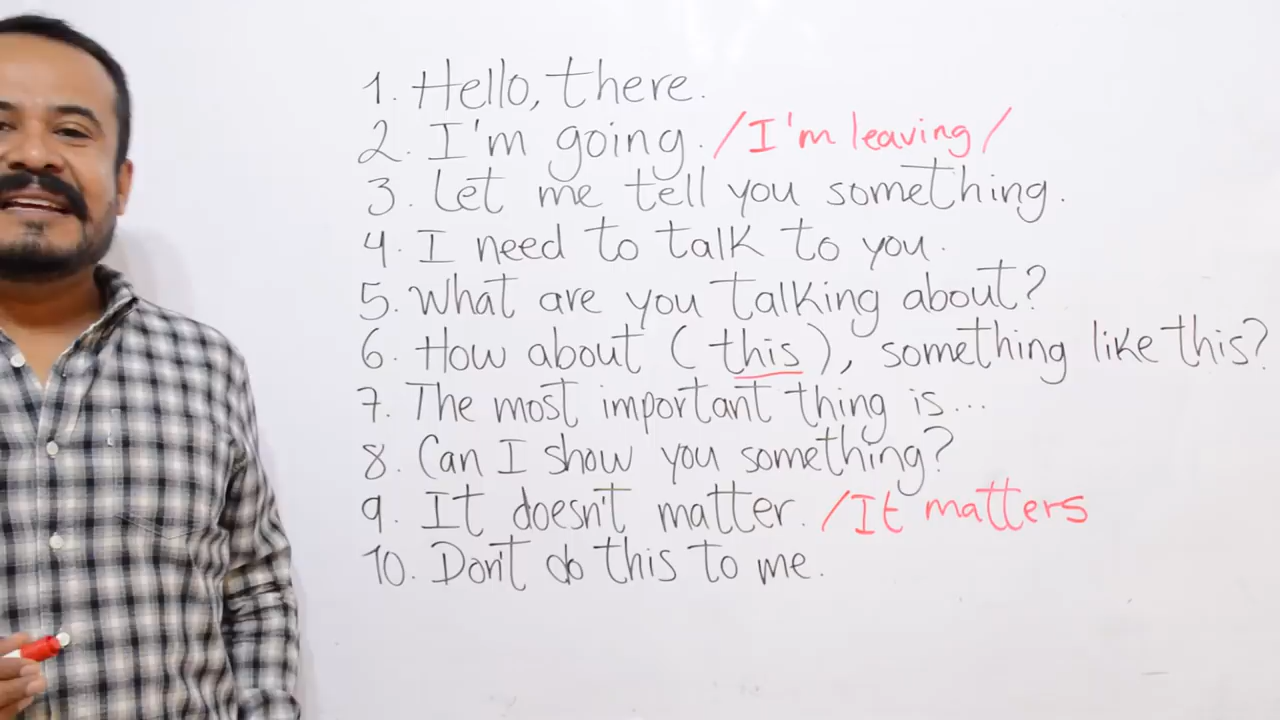 1. Hello, there.
2. I'm going. /I'm leaving/
3. Let me tell you something.
4. I need to talk to you.
5. What are you talking about?
6. How about (this), something like this?
7. The most important thing is...
8. Can I show you something?
9. It doesn't matter. /It matters
10. Don't do this to me.